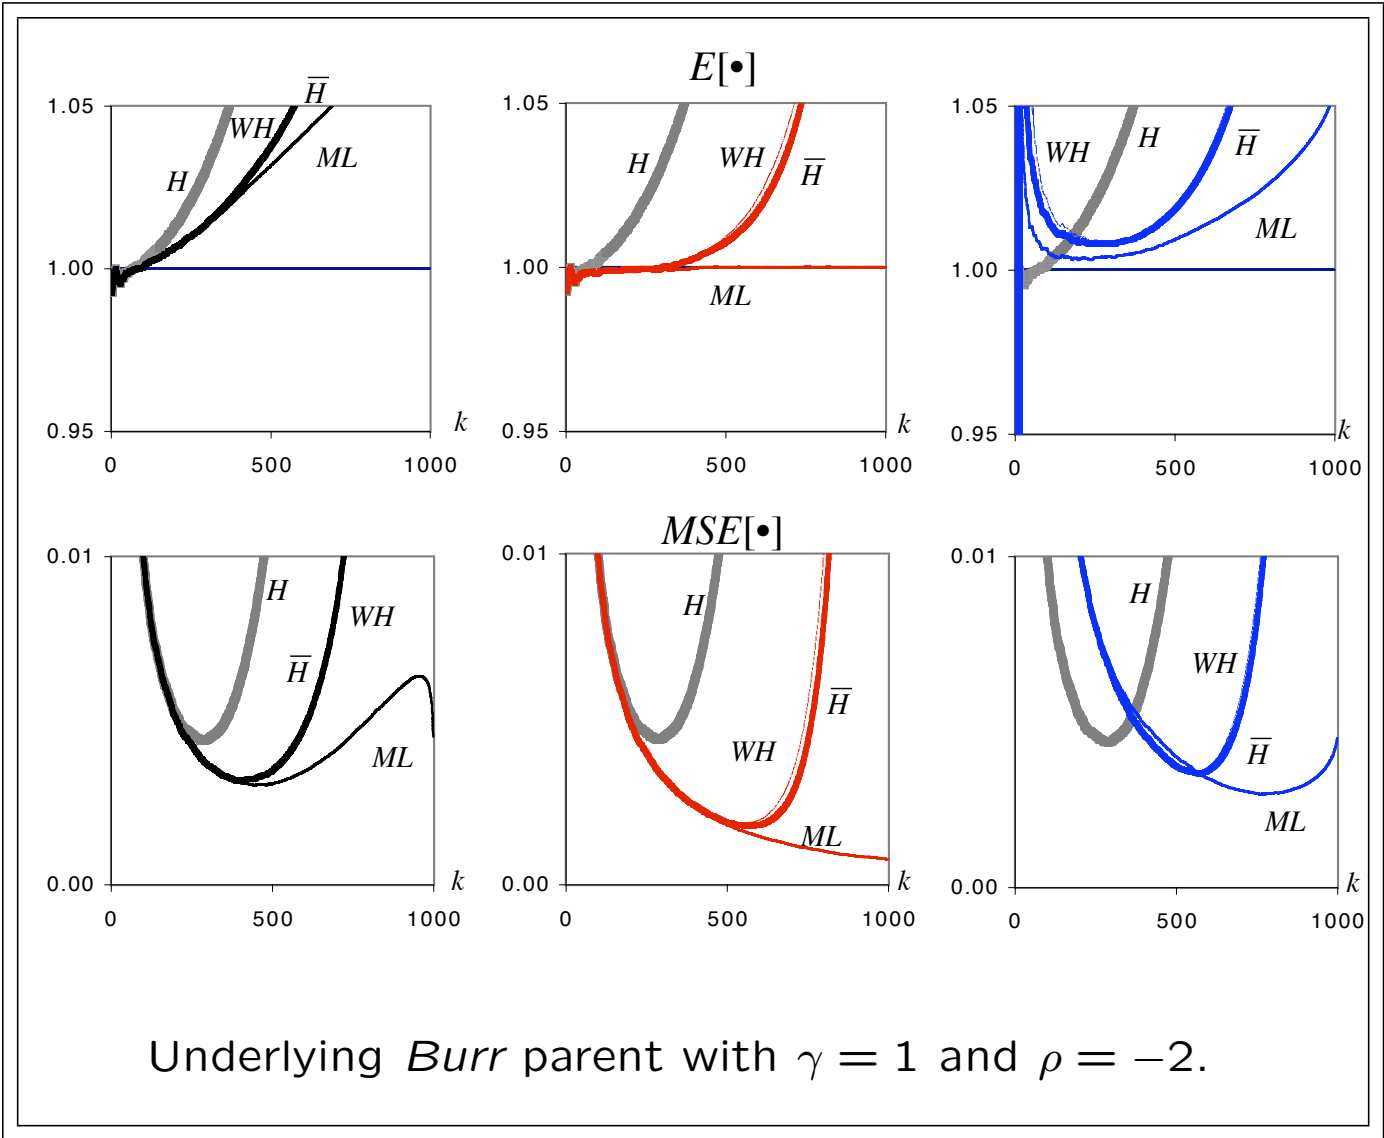 E[•]
1.05
H
WH
H̅
ML
1.00
0.95
k
0
500
1000
1.05
H
WH
H̅
1.00
ML
0.95
k
0
500
1000
1.05
WH
H
H̅
ML
1.00
0.95
k
0
500
1000
MSE[•]
0.01
H
WH
H̅
ML
0.00
k
0
500
1000
0.01
H
H̅
WH
ML
0.00
k
0
500
1000
0.01
H
WH
H̅
ML
0.00
k
0
500
1000
Underlying Burr parent with γ = 1 and ρ = −2.